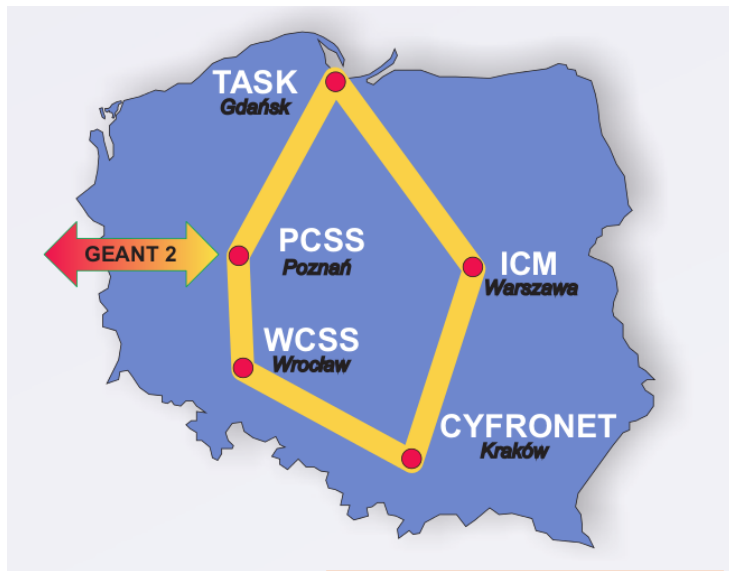 TASK
Gdańsk
GEANT 2
PCSS
Poznań
ICM
Warszawa
WCSS
Wrocław
CYFRONET
Kraków